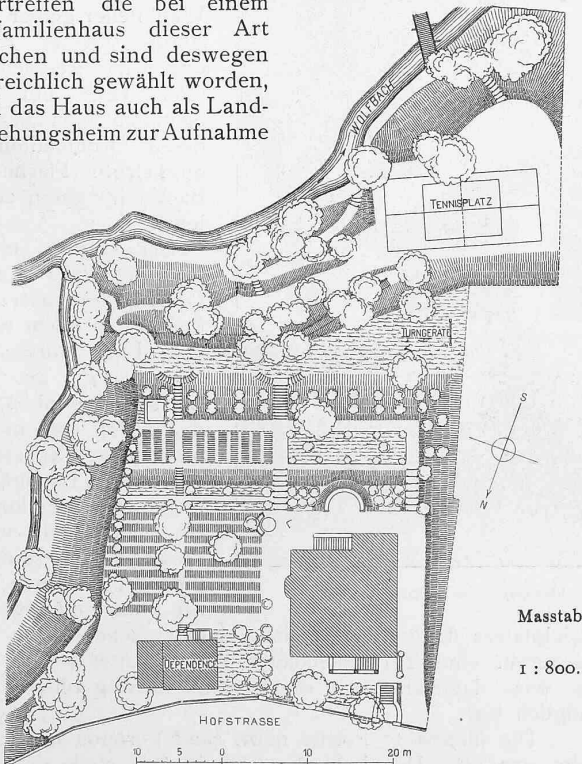 rtreffen die bei einem
familienhaus dieser Art
chen und sind deswegen
reichlich gewählt worden,
das Haus auch als Land-
ehungsheim zur Aufnahme
WOLFBACH
TENNISPLATZ
TURNGERÄTE
S
N
Masstab
1 : 800.
DEPENDENCE
HOFSTRASSE
10 5 0 10 20 m